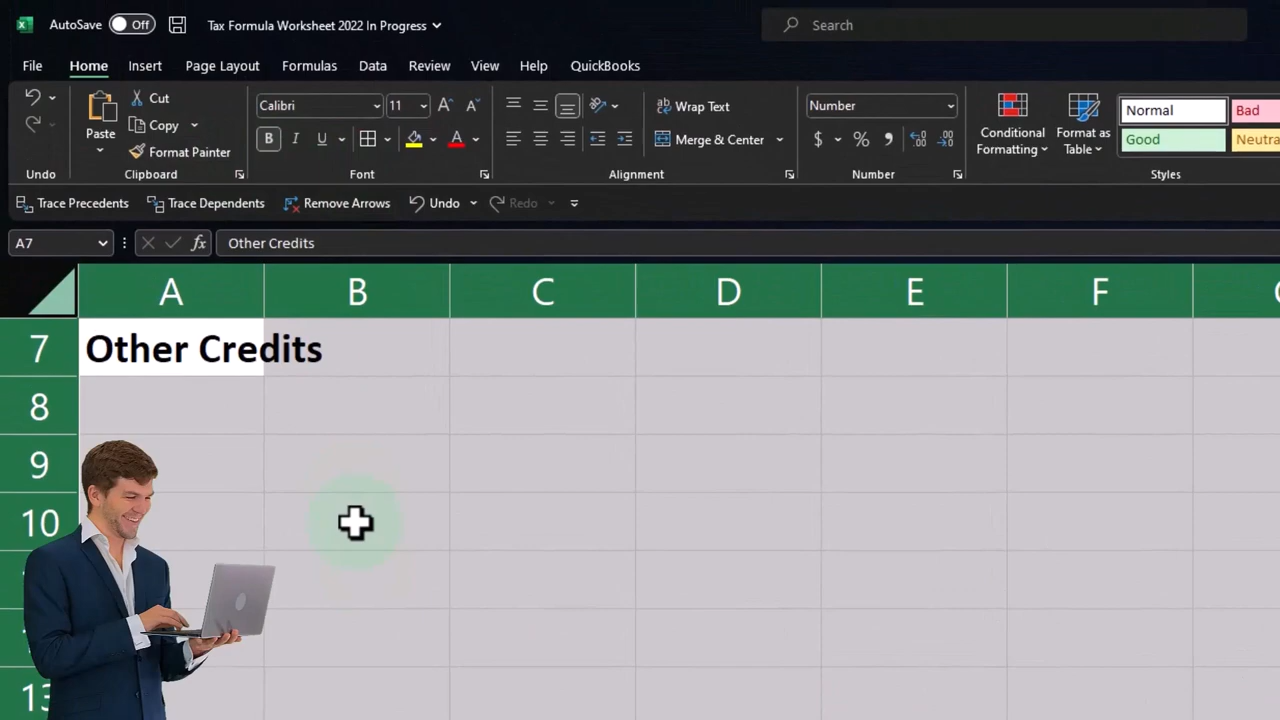 AutoSave Off Tax Formula Worksheet 2022 In Progress Search
File Home Insert Page Layout Formulas Data Review View Help QuickBooks
Paste Cut Calibri 11 Wrap Text Number Conditional Formatting Format as Table Normal Bad
Copy B I U A Merge & Center $ % Good
Format Painter
Undo Clipboard Font Alignment Number Styles
Trace Precedents Trace Dependents Remove Arrows Undo Redo
A7 fx Other Credits
A B C D E F
7 Other Credits
8
9
10
13